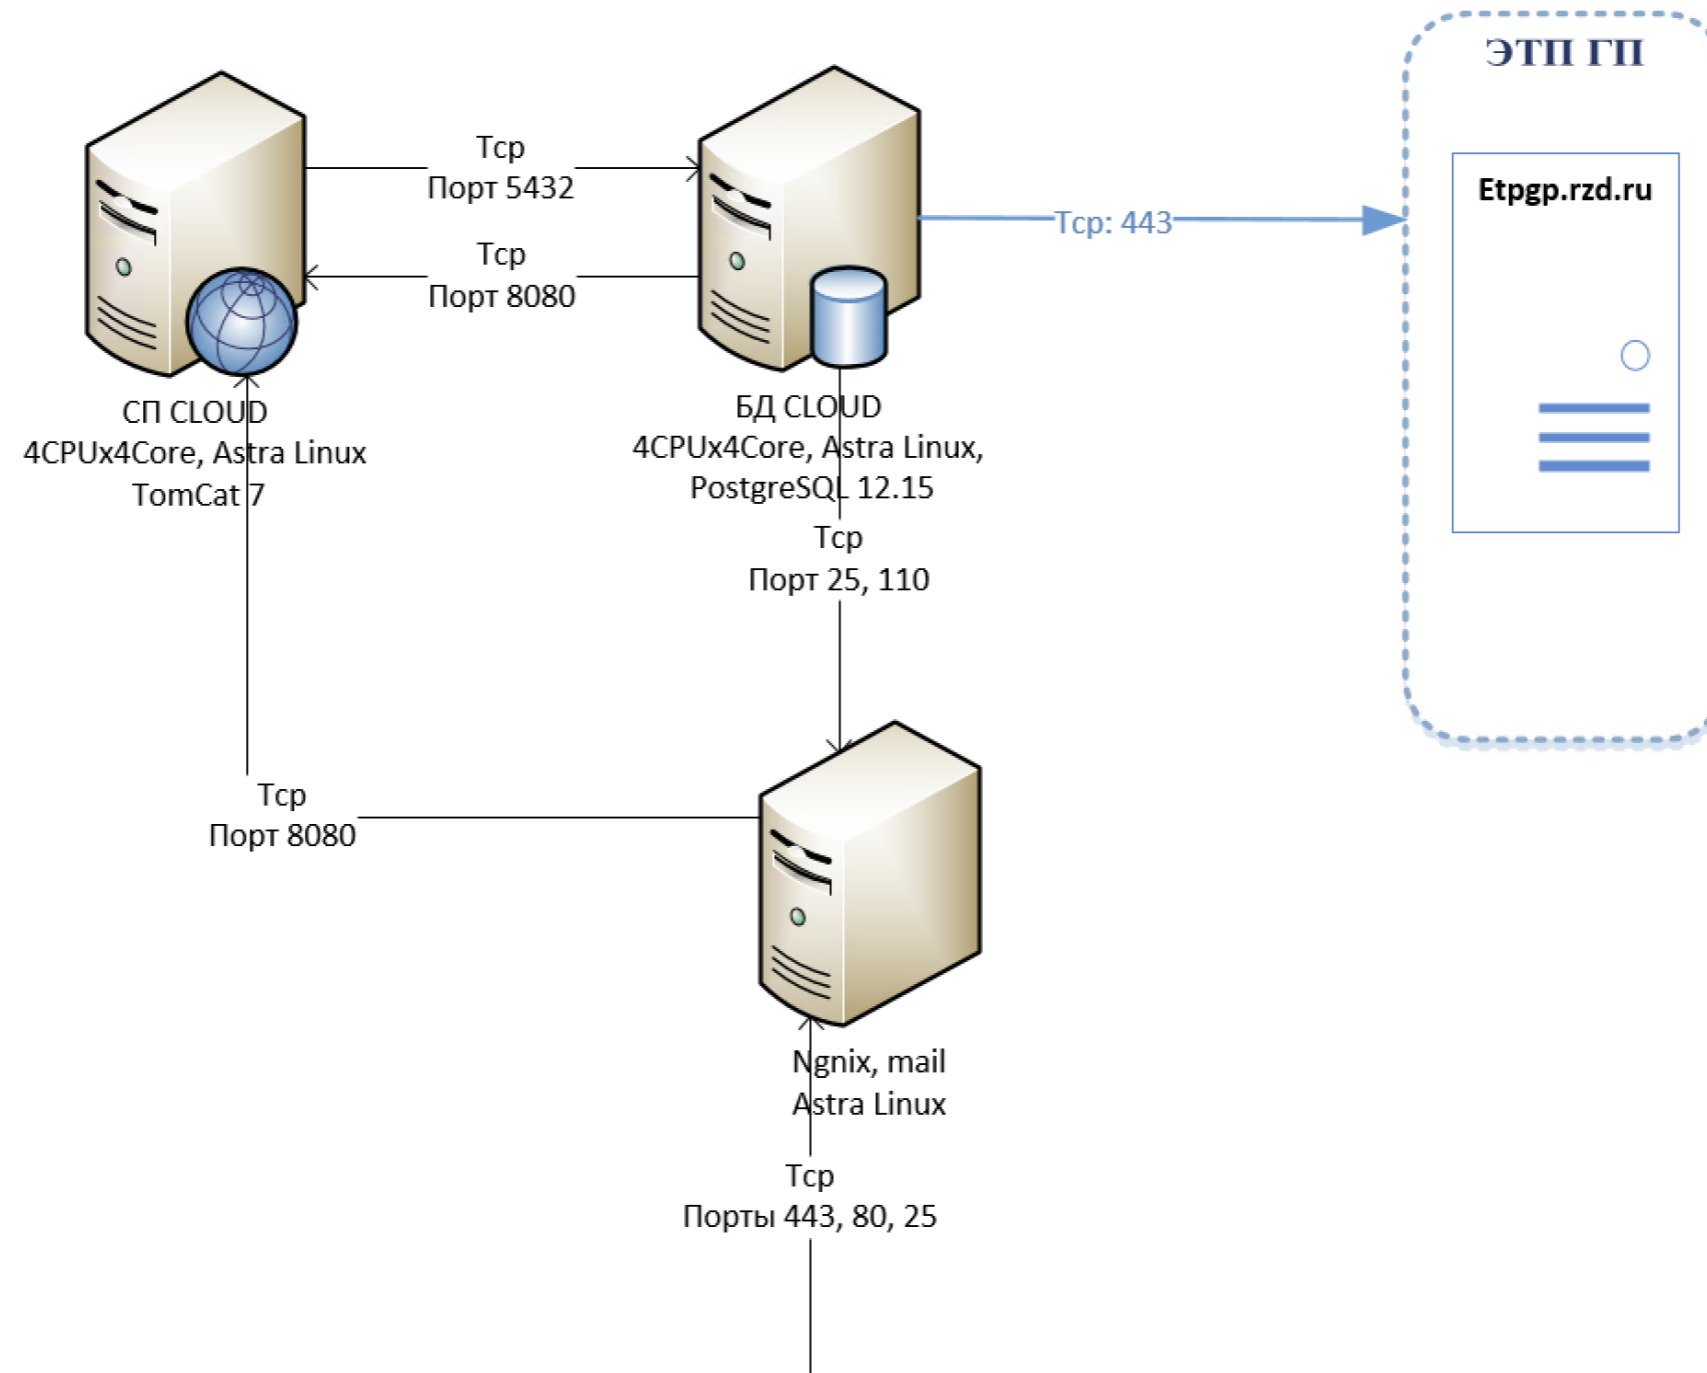 ЭТП ГП
Etpgp.rzd.ru
Tcp
Порт 5432
Tcp: 443
Tcp
Порт 8080
СП CLOUD
4CPUx4Core, Astra Linux
TomCat 7
БД CLOUD
4CPUx4Core, Astra Linux,
PostgreSQL 12.15
Tcp
Порт 25, 110
Tcp
Порт 8080
Ngnix, mail
Astra Linux
Tcp
Порты 443, 80, 25